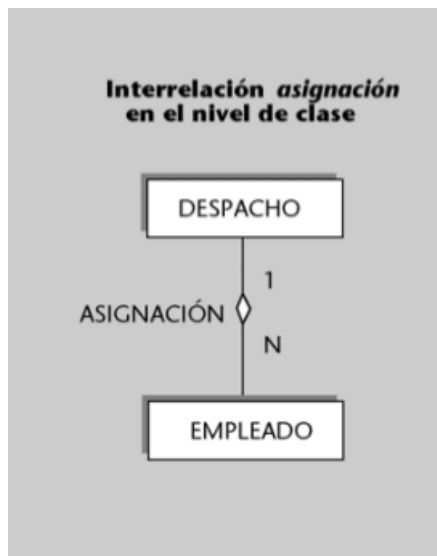 Interrelación asignación
en el nivel de clase
DESPACHO
1
ASIGNACIÓN
N
EMPLEADO